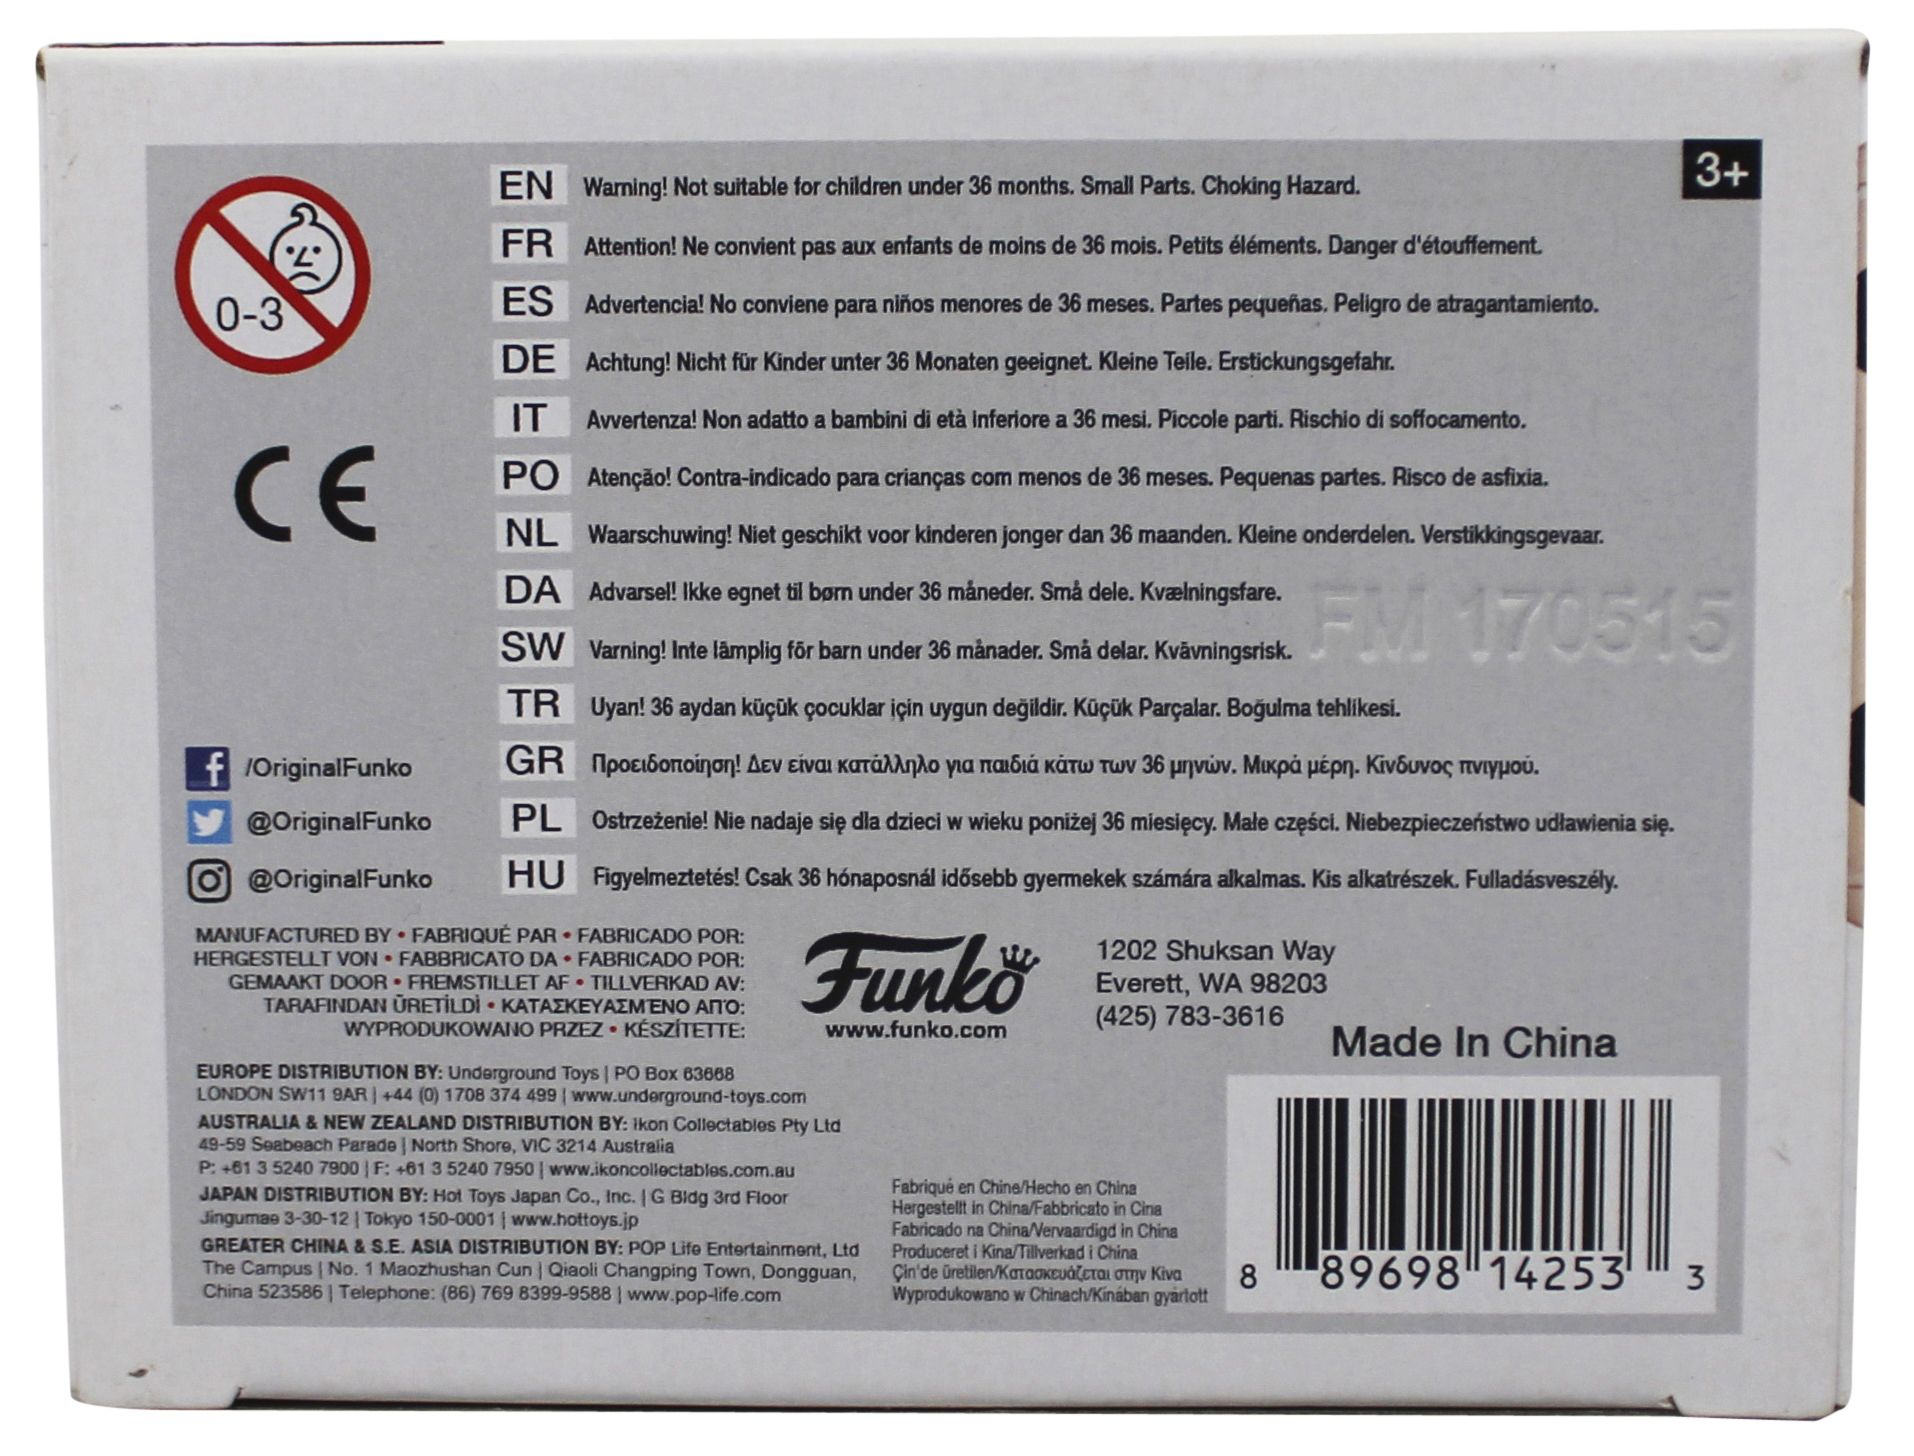 3+
0-3
EN Warning! Not suitable for children under 36 months. Small Parts. Choking Hazard.
FR Attention! Ne convient pas aux enfants de moins de 36 mois. Petits éléments. Danger d'étouffement.
ES Advertencia! No conviene para niños menores de 36 meses. Partes pequeñas. Peligro de atragantamiento.
DE Achtung! Nicht für Kinder unter 36 Monaten geeignet. Kleine Teile. Erstickungsgefahr.
IT Avvertenza! Non adatto a bambini di età inferiore a 36 mesi. Piccole parti. Rischio di soffocamento.
CE
PO Atenção! Contra-indicado para crianças com menos de 36 meses. Pequenas partes. Risco de asfixia.
NL Waarschuwing! Niet geschikt voor kinderen jonger dan 36 maanden. Kleine onderdelen. Verstikkingsgevaar.
DA Advarsel! Ikke egnet til børn under 36 måneder. Små dele. Kvælningsfare.
FM 170515
SW Varning! Inte lämplig för barn under 36 månader. Små delar. Kvävningsrisk.
TR Uyan! 36 aydan küçük çocuklar için uygun değildir. Küçük Parçalar. Boğulma tehlikesi.
GR Προειδοποίηση! Δεν είναι κατάλληλο για παιδιά κάτω των 36 μηνών. Μικρά μέρη. Κίνδυνος πνιγμού.
PL Ostrzeżenie! Nie nadaje się dla dzieci w wieku poniżej 36 miesięcy. Małe części. Niebezpieczeństwo udławienia się.
HU Figyelmeztetés! Csak 36 hónaposnál idősebb gyermekek számára alkalmas. Kis alkatrészek. Fulladásveszély.
/OriginalFunko
@OriginalFunko
@OriginalFunko
MANUFACTURED BY • FABRIQUÉ PAR • FABRICADO POR:
HERGESTELLT VON • FABBRICATO DA • FABRICADO POR:
GEMAAKT DOOR • FREMSTILLET AF • TILLVERKAD AV:
TARAFINDAN ÜRETİLDİ • ΚΑΤΑΣΚΕΥΑΣΜΈΝΟ ΑΠΌ:
WYPRODUKOWANO PRZEZ • KÉSZÍTETTE:
Funko
www.funko.com
1202 Shuksan Way
Everett, WA 98203
(425) 783-3616
Made In China
EUROPE DISTRIBUTION BY: Underground Toys | PO Box 63668
LONDON SW11 9AR | +44 (0) 1708 374 499 | www.underground-toys.com
AUSTRALIA & NEW ZEALAND DISTRIBUTION BY: Ikon Collectables Pty Ltd
49-59 Seabeach Parade | North Shore, VIC 3214 Australia
P: +61 3 5240 7900 | F: +61 3 5240 7950 | www.ikoncollectables.com.au
JAPAN DISTRIBUTION BY: Hot Toys Japan Co., Inc. | G Bldg 3rd Floor
Jingumae 3-30-12 | Tokyo 150-0001 | www.hottoys.jp
GREATER CHINA & S.E. ASIA DISTRIBUTION BY: POP Life Entertainment, Ltd
The Campus | No. 1 Maozhushan Cun | Qiaoli Changping Town, Dongguan,
China 523586 | Telephone: (86) 769 8399-9588 | www.pop-life.com
Fabriqué en Chine/Hecho en China
Hergestellt in China/Fabbricato in Cina
Fabricado na China/Vervaardigd in China
Produceret i Kina/Tillverkad i China
Çin'de üretilen/Κατασκευάζεται στην Κίνα
Wyprodukowano w Chinach/Kínában gyártott
8 89698 14253 3